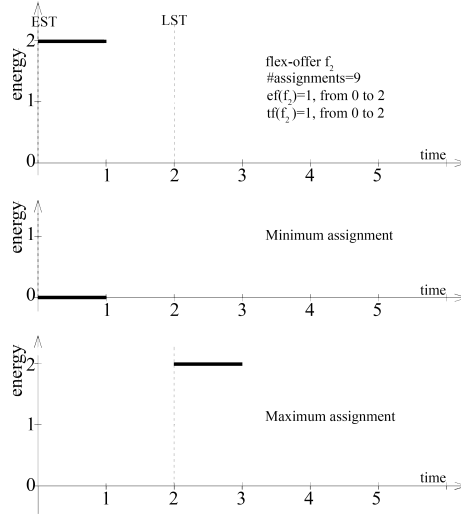 EST
LST
energy
2
1
0
flex-offer f₂
#assignments=9
ef(f₂)=1, from 0 to 2
tf(f₂)=1, from 0 to 2
time
1 2 3 4 5
energy
1
0
Minimum assignment
time
1 2 3 4 5
energy
2
1
0
Maximum assignment
time
1 2 3 4 5